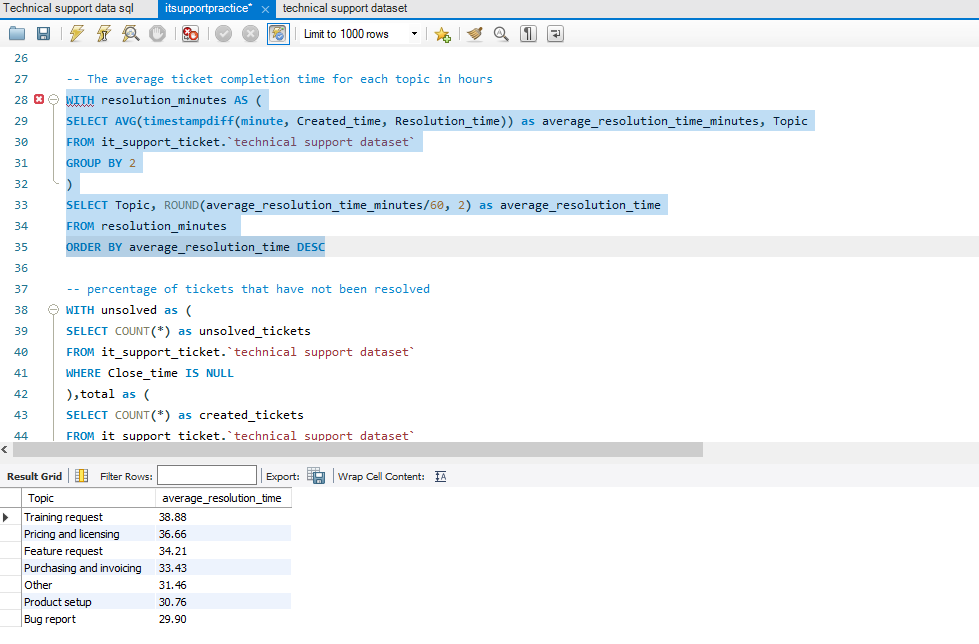 Technical support data sql itsupportpractice* × technical support dataset
Limit to 1000 rows
26
27 -- The average ticket completion time for each topic in hours
28 WITH resolution_minutes AS (
29 SELECT AVG(timestampdiff(minute, Created_time, Resolution_time)) as average_resolution_time_minutes, Topic
30 FROM it_support_ticket.`technical support dataset`
31 GROUP BY 2
32 )
33 SELECT Topic, ROUND(average_resolution_time_minutes/60, 2) as average_resolution_time
34 FROM resolution_minutes
35 ORDER BY average_resolution_time DESC
36
37 -- percentage of tickets that have not been resolved
38 WITH unsolved as (
39 SELECT COUNT(*) as unsolved_tickets
40 FROM it_support_ticket.`technical support dataset`
41 WHERE Close_time IS NULL
42 ),total as (
43 SELECT COUNT(*) as created_tickets
44 FROM it_support_ticket.`technical support dataset`
Result Grid Filter Rows: Export: Wrap Cell Content:
Topic average_resolution_time
Training request 38.88
Pricing and licensing 36.66
Feature request 34.21
Purchasing and invoicing 33.43
Other 31.46
Product setup 30.76
Bug report 29.90